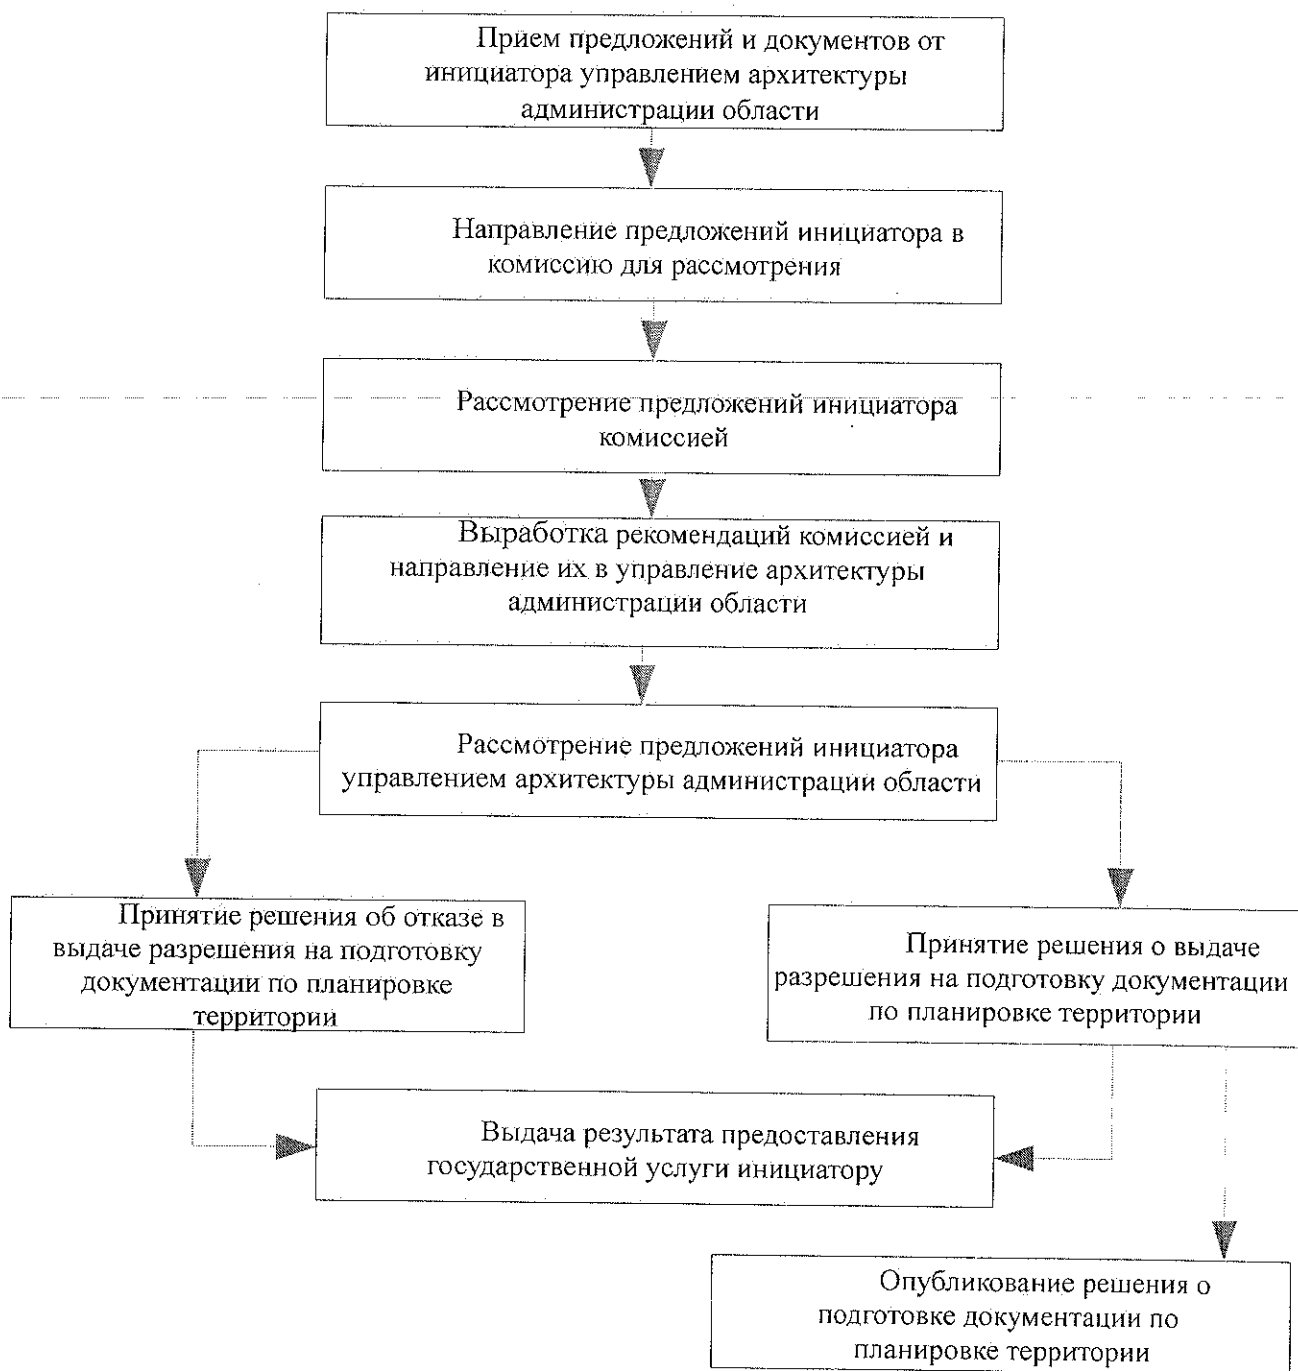 Прием предложений и документов от
инициатора управлением архитектуры
администрации области
Направление предложений инициатора в
комиссию для рассмотрения
Рассмотрение предложений инициатора
комиссией
Выработка рекомендаций комиссией и
направление их в управление архитектуры
администрации области
Рассмотрение предложений инициатора
управлением архитектуры администрации области
Принятие решения об отказе в
выдаче разрешения на подготовку
документации по планировке
территории
Принятие решения о выдаче
разрешения на подготовку документации
по планировке территории
Выдача результата предоставления
государственной услуги инициатору
Опубликование решения о
подготовке документации по
планировке территории